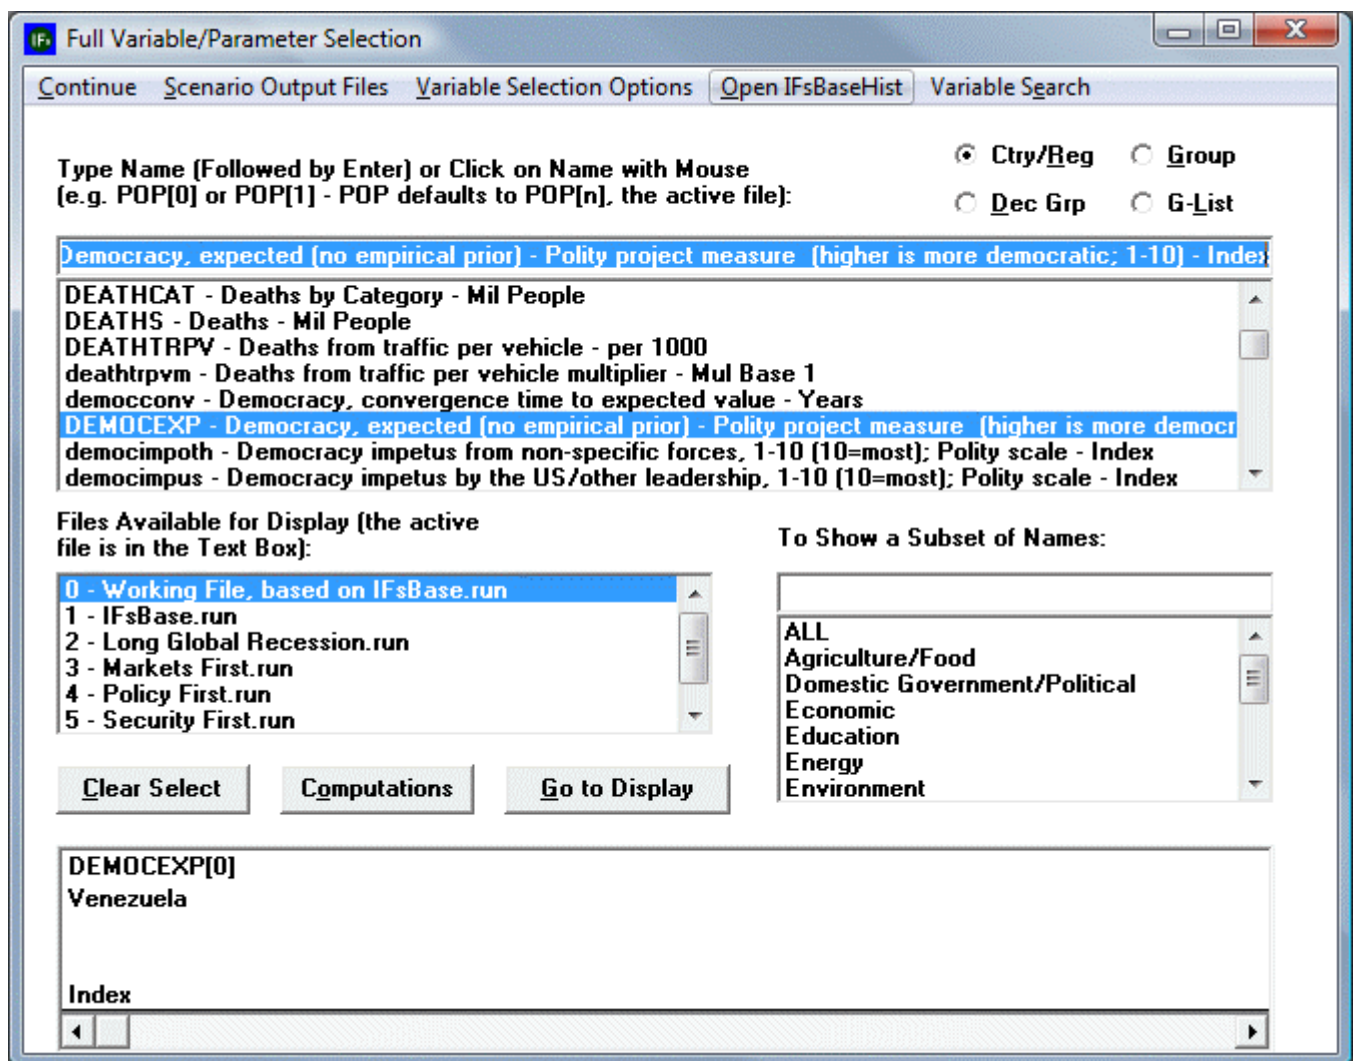 IFs Full Variable/Parameter Selection
Continue Scenario Output Files Variable Selection Options Open IFsBaseHist Variable Search
Type Name (Followed by Enter) or Click on Name with Mouse
(e.g. POP[0] or POP[1] - POP defaults to POP[n], the active file):
Ctry/Reg Group
Dec Grp G-List
Democracy, expected (no empirical prior) - Polity project measure (higher is more democratic; 1-10) - Index
DEATHCAT - Deaths by Category - Mil People
DEATHS - Deaths - Mil People
DEATHTRPV - Deaths from traffic per vehicle - per 1000
deathtrpvm - Deaths from traffic per vehicle multiplier - Mul Base 1
democconv - Democracy, convergence time to expected value - Years
DEMOCEXP - Democracy, expected (no empirical prior) - Polity project measure (higher is more democr
democimpoth - Democracy impetus from non-specific forces, 1-10 (10=most); Polity scale - Index
democimpus - Democracy impetus by the US/other leadership, 1-10 (10=most); Polity scale - Index
Files Available for Display (the active
file is in the Text Box):
0 - Working File, based on IFsBase.run
1 - IFsBase.run
2 - Long Global Recession.run
3 - Markets First.run
4 - Policy First.run
5 - Security First.run
To Show a Subset of Names:
ALL
Agriculture/Food
Domestic Government/Political
Economic
Education
Energy
Environment
Clear Select Computations Go to Display
DEMOCEXP[0]
Venezuela
Index